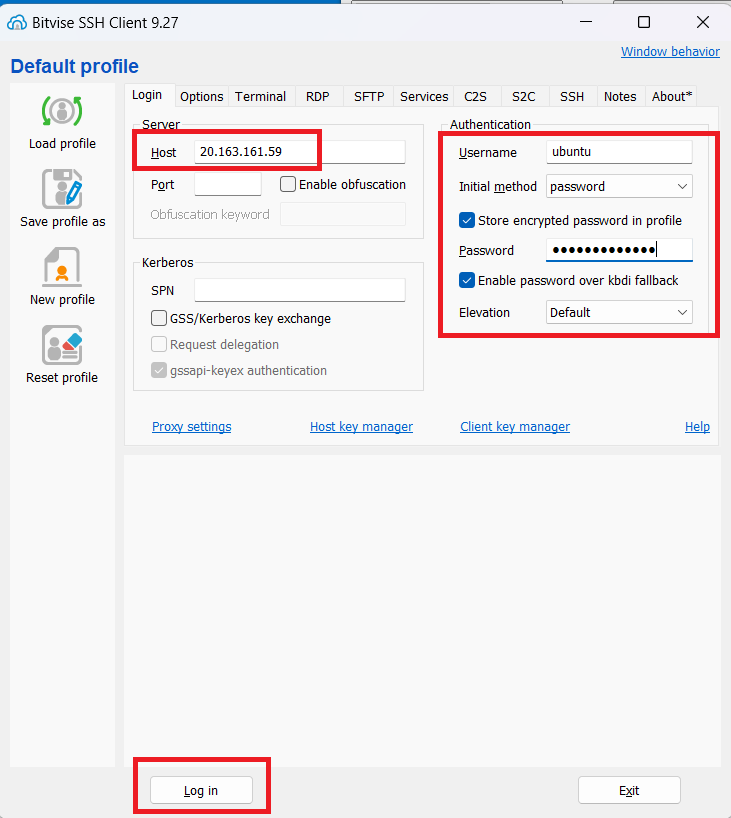 Bitvise SSH Client 9.27
Window behavior
Default profile
Load profile
Save profile as
New profile
Reset profile
Login Options Terminal RDP SFTP Services C2S S2C SSH Notes About*
Server
Host 20.163.161.59
Port Enable obfuscation
Obfuscation keyword
Kerberos
SPN
GSS/Kerberos key exchange
Request delegation
gssapi-keyex authentication
Authentication
Username ubuntu
Initial method password
Store encrypted password in profile
Password ●●●●●●●●●●●●●
Enable password over kbdi fallback
Elevation Default
Proxy settings Host key manager Client key manager Help
Log in Exit